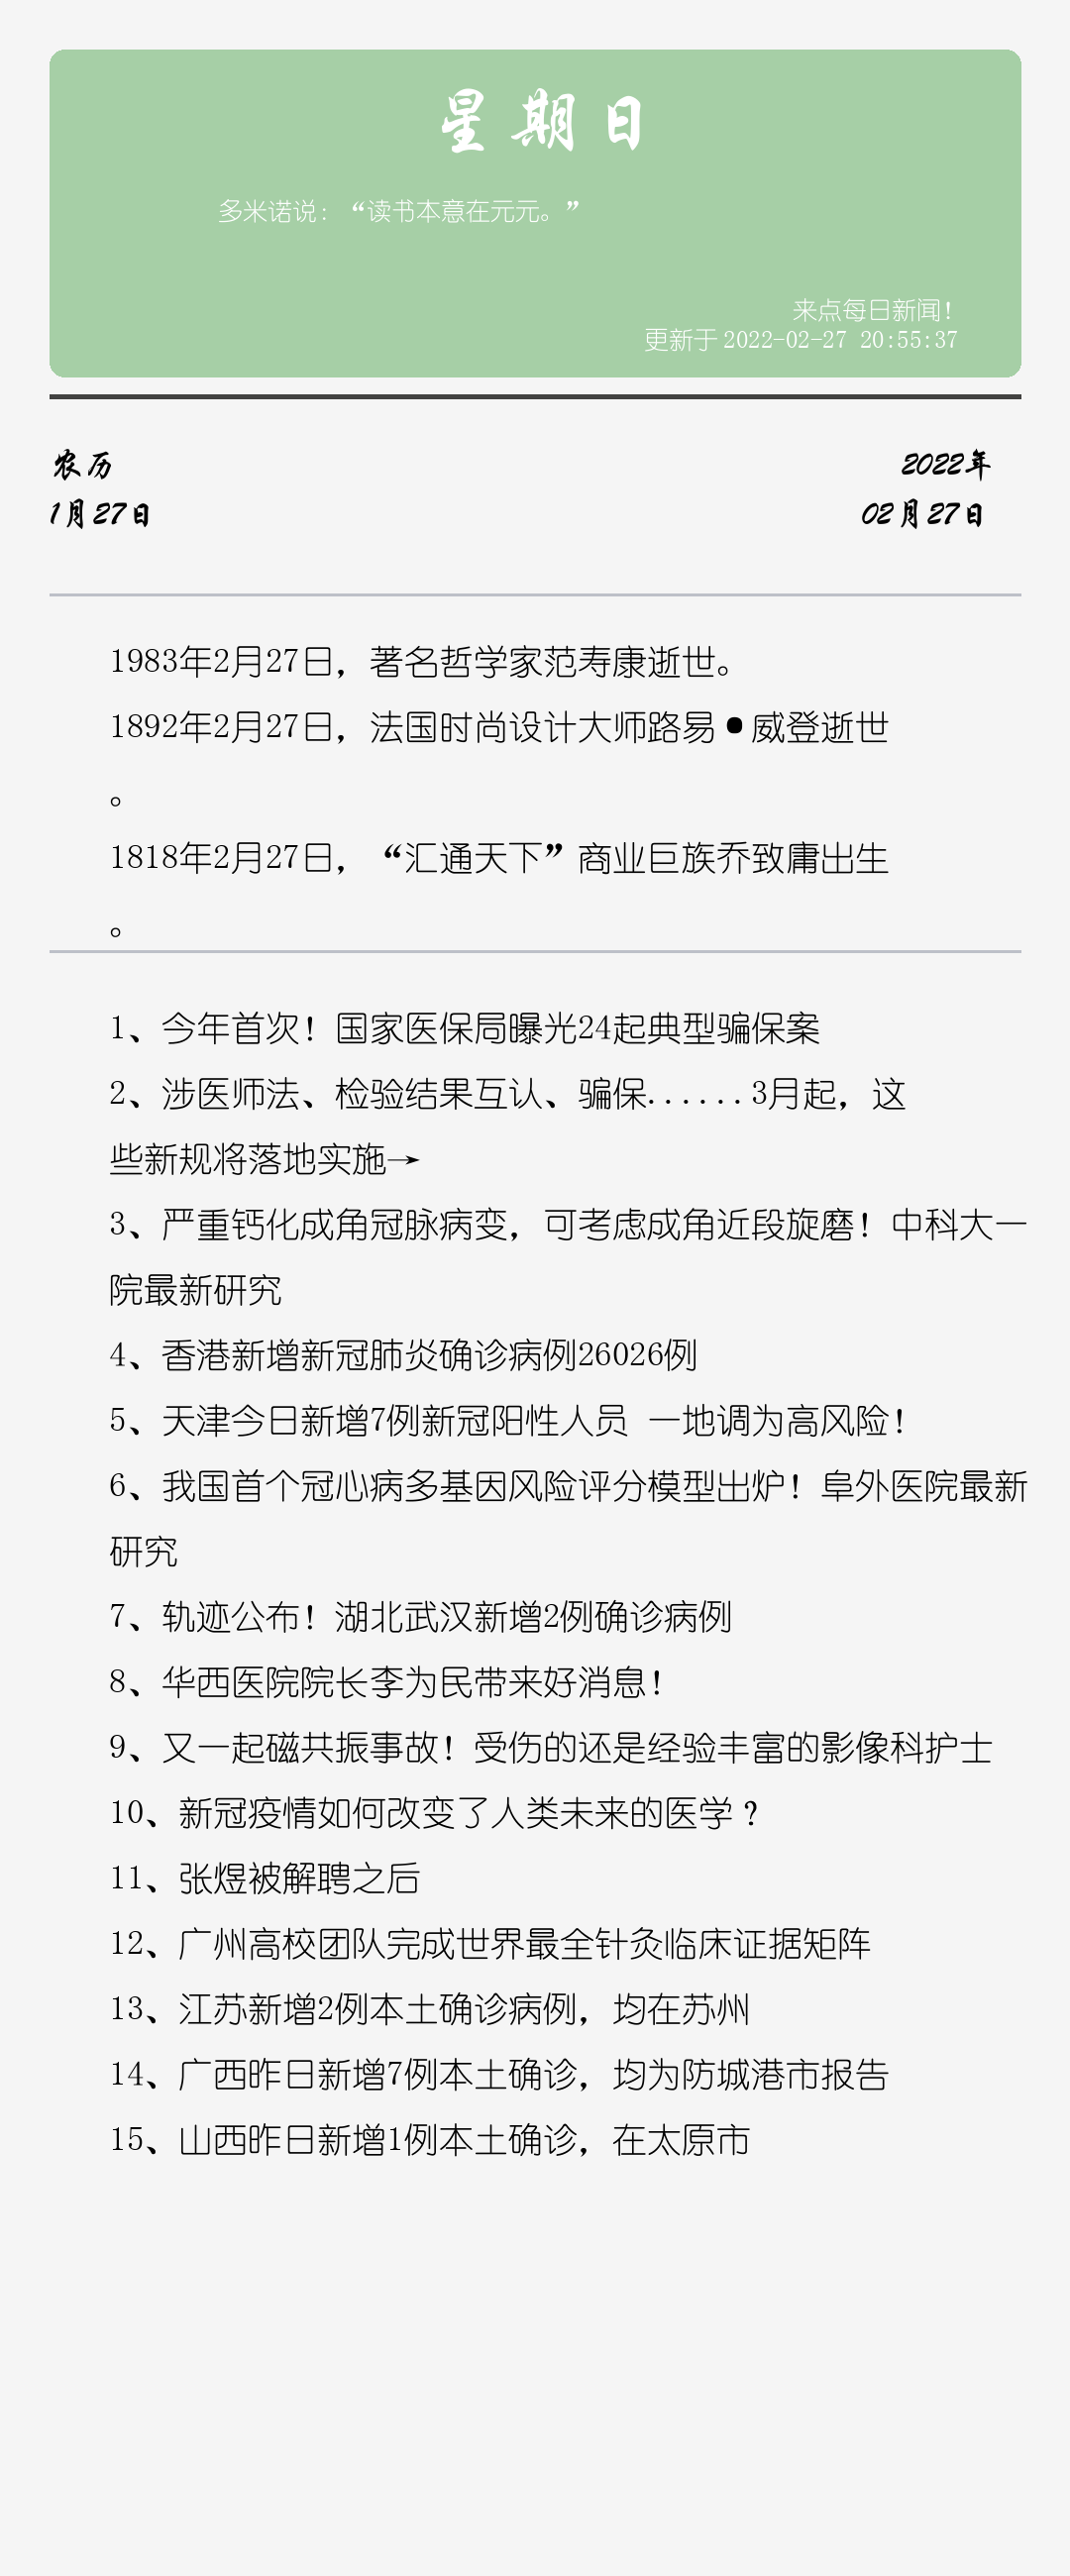 星期日
多米诺说：“读书本意在元元。”
来点每日新闻！
更新于 2022-02-27 20:55:37
农历
2022年
1月27日
02月27日
1983年2月27日，著名哲学家范寿康逝世。
1892年2月27日，法国时尚设计大师路易•威登逝世
。
1818年2月27日，“汇通天下”商业巨族乔致庸出生
。
1、今年首次！国家医保局曝光24起典型骗保案
2、涉医师法、检验结果互认、骗保......3月起，这
些新规将落地实施→
3、严重钙化成角冠脉病变，可考虑成角近段旋磨！中科大一
院最新研究
4、香港新增新冠肺炎确诊病例26026例
5、天津今日新增7例新冠阳性人员 一地调为高风险！
6、我国首个冠心病多基因风险评分模型出炉！阜外医院最新
研究
7、轨迹公布！湖北武汉新增2例确诊病例
8、华西医院院长李为民带来好消息！
9、又一起磁共振事故！受伤的还是经验丰富的影像科护士
10、新冠疫情如何改变了人类未来的医学？
11、张煜被解聘之后
12、广州高校团队完成世界最全针灸临床证据矩阵
13、江苏新增2例本土确诊病例，均在苏州
14、广西昨日新增7例本土确诊，均为防城港市报告
15、山西昨日新增1例本土确诊，在太原市